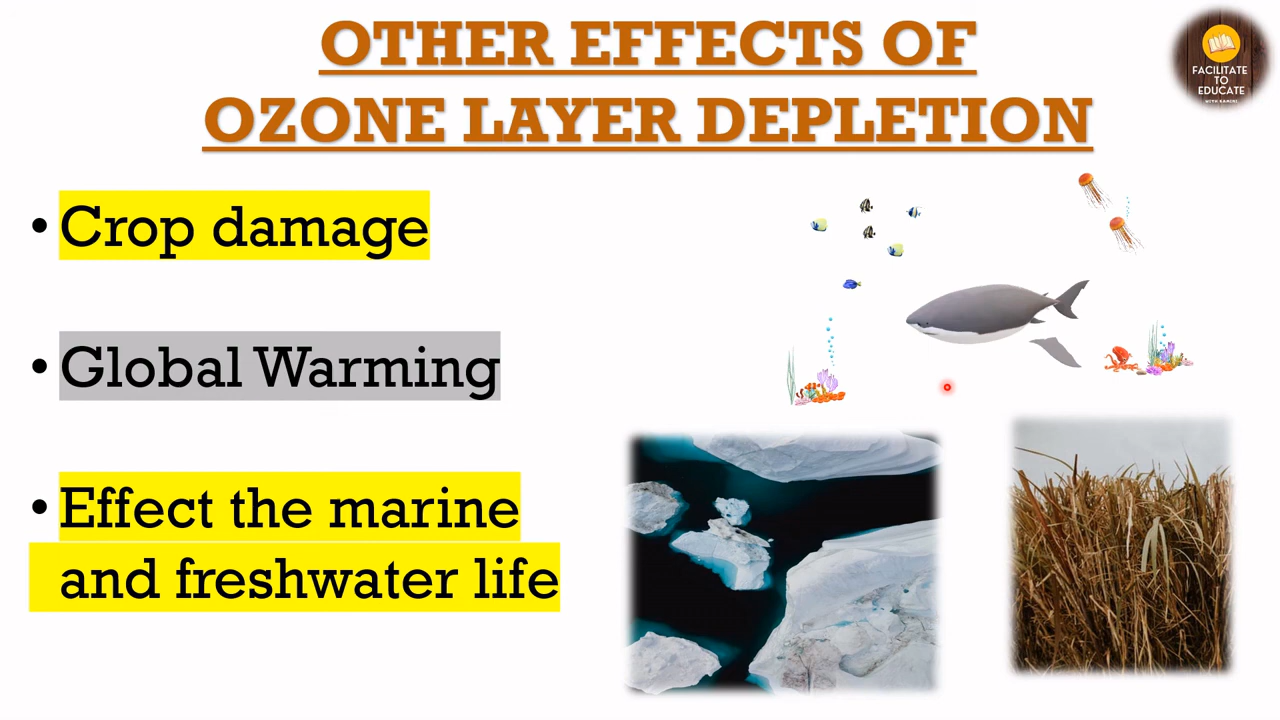 OTHER EFFECTS OF
OZONE LAYER DEPLETION
FACILITATE
TO
EDUCATE
• Crop damage
• Global Warming
• Effect the marine
and freshwater life